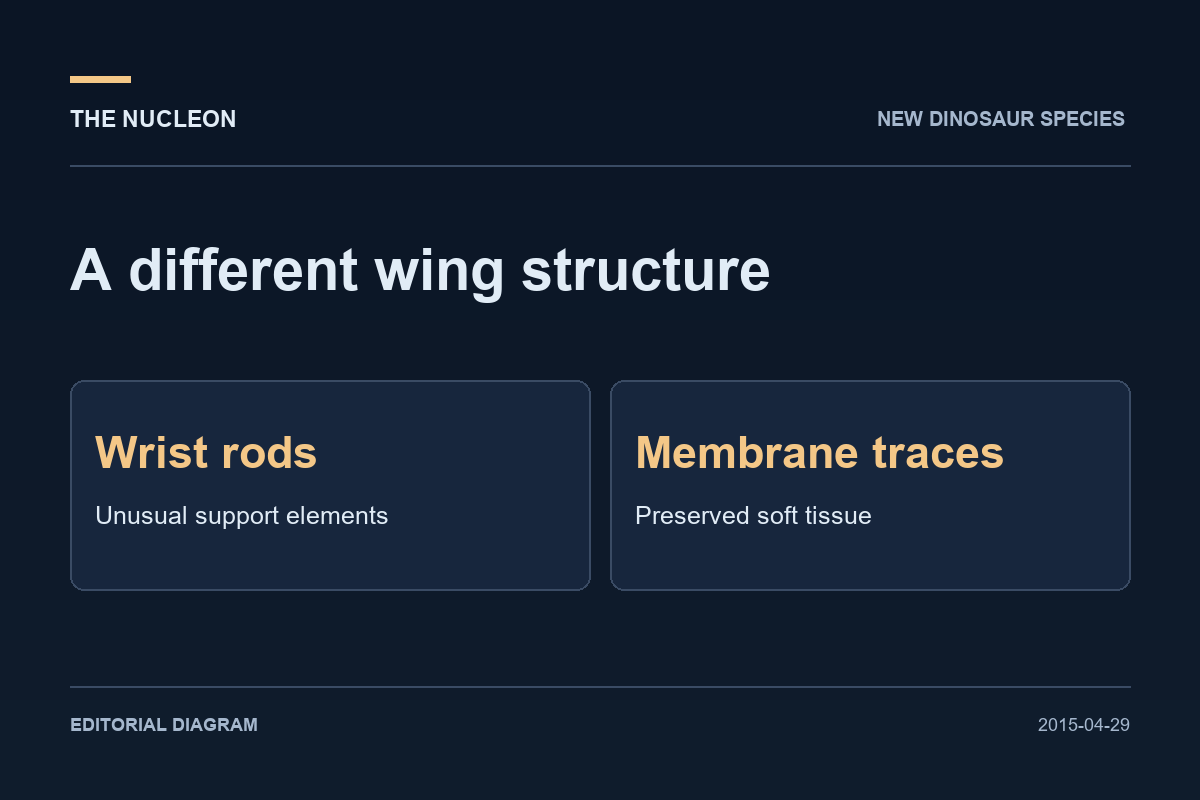 THE NUCLEON
NEW DINOSAUR SPECIES
A different wing structure
Wrist rods
Unusual support elements
Membrane traces
Preserved soft tissue
EDITORIAL DIAGRAM
2015-04-29